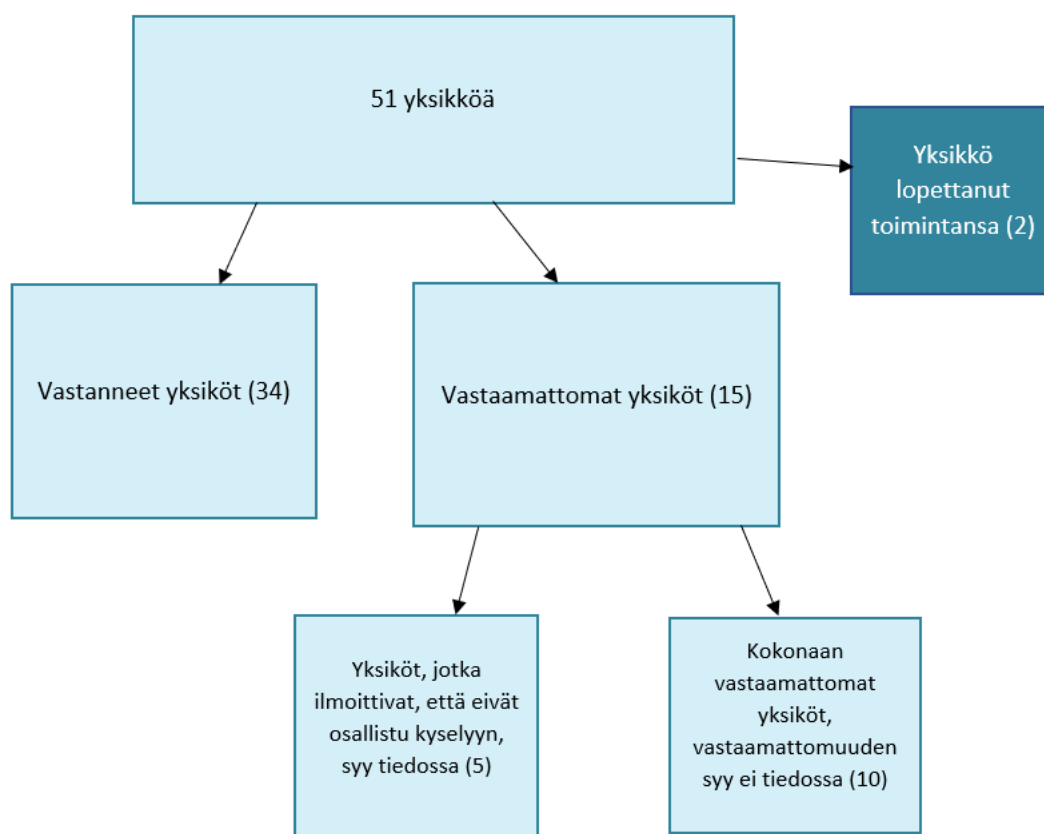 51 yksikköä
Yksikkö
lopettanut
toimintansa (2)
Vastanneet yksiköt (34)
Vastaamattomat yksiköt (15)
Yksiköt, jotka
ilmoittivat, että eivät
osallistu kyselyyn,
syy tiedossa (5)
Kokonaan
vastaamattomat
yksiköt,
vastaamattomuuden
syy ei tiedossa (10)